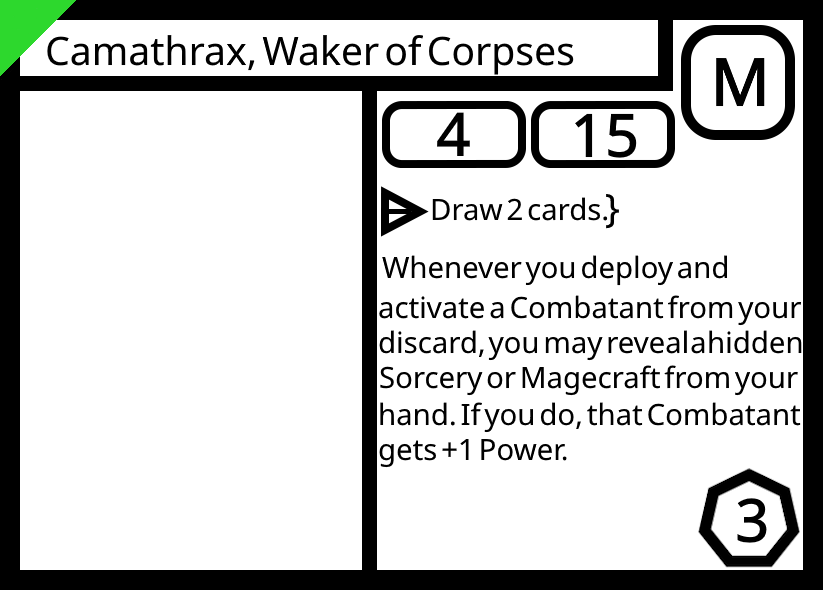 Camathrax, Waker of Corpses
M
4 15
Draw 2 cards.}
Whenever you deploy and
activate a Combatant from your
discard, you may reveal a hidden
Sorcery or Magecraft from your
hand. If you do, that Combatant
gets +1 Power.
3